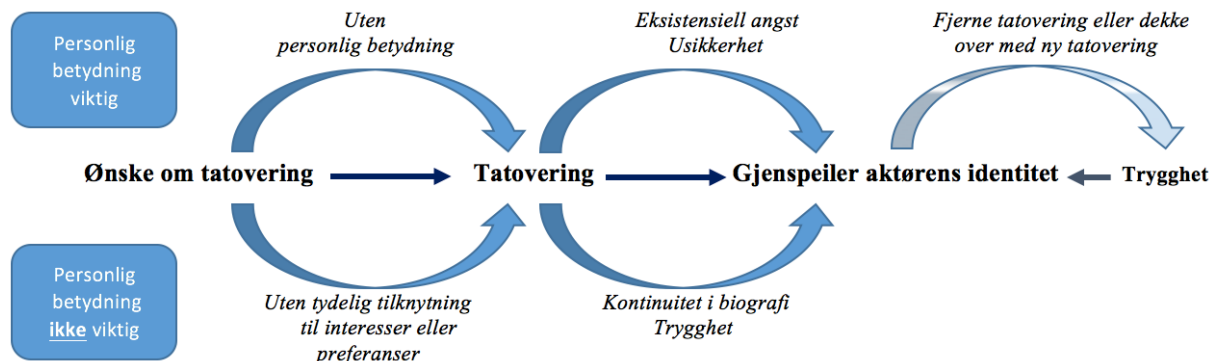 Personlig
betydning
viktig
Uten
personlig betydning
Eksistensiell angst
Usikkerhet
Fjerne tatovering eller dekke
over med ny tatovering
Ønske om tatovering
Tatovering
Gjenspeiler aktørens identitet
Trygghet
Personlig
betydning
ikke viktig
Uten tydelig tilknytning
til interesser eller
preferanser
Kontinuitet i biografi
Trygghet